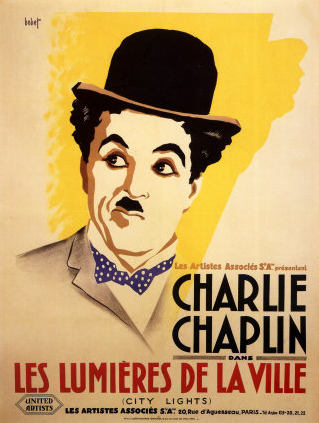 bebet
Les Artistes Associés S.A. présentent
CHARLIE
CHAPLIN
DANS
LES LUMIÈRES DE LA VILLE
(CITY LIGHTS)
UNITED
ARTISTS
LES ARTISTES ASSOCIÉS S.A. 20, Rue d'Aguesseau, PARIS